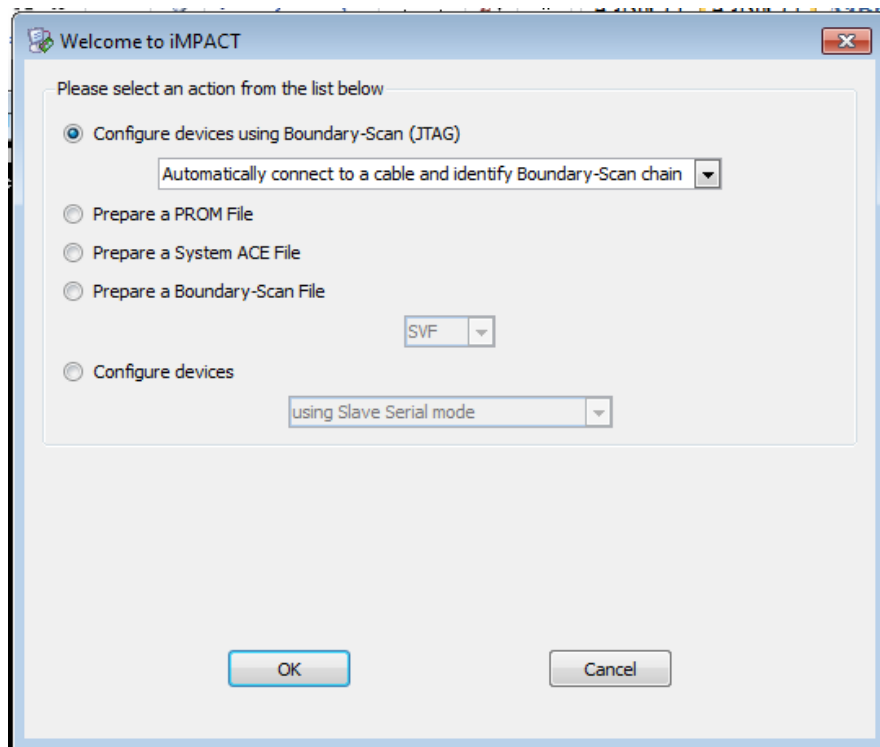 Welcome to iMPACT
Please select an action from the list below
Configure devices using Boundary-Scan (JTAG)
Automatically connect to a cable and identify Boundary-Scan chain
Prepare a PROM File
Prepare a System ACE File
Prepare a Boundary-Scan File
SVF
Configure devices
using Slave Serial mode
OK
Cancel